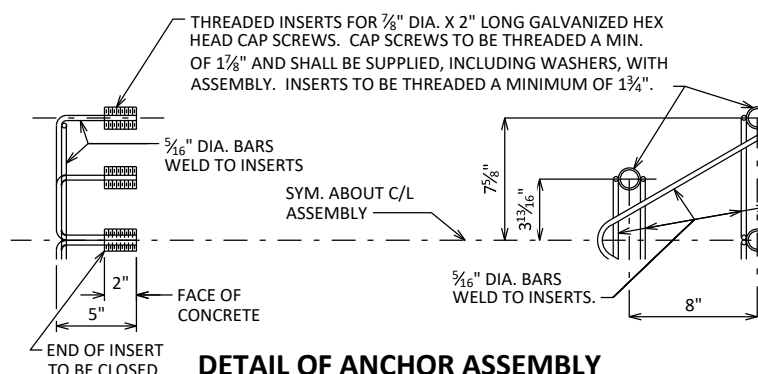 THREADED INSERTS FOR ⅞" DIA. X 2" LONG GALVANIZED HEX
HEAD CAP SCREWS.  CAP SCREWS TO BE THREADED A MIN.
OF 1⅞" AND SHALL BE SUPPLIED, INCLUDING WASHERS, WITH
ASSEMBLY.  INSERTS TO BE THREADED A MINIMUM OF 1¾".
5⁄16" DIA. BARS
WELD TO INSERTS
SYM. ABOUT C/L
ASSEMBLY
7⅝"
3 13⁄16"
5⁄16" DIA. BARS
WELD TO INSERTS.
8"
2"
5"
FACE OF
CONCRETE
END OF INSERT
TO BE CLOSED
DETAIL OF ANCHOR ASSEMBLY